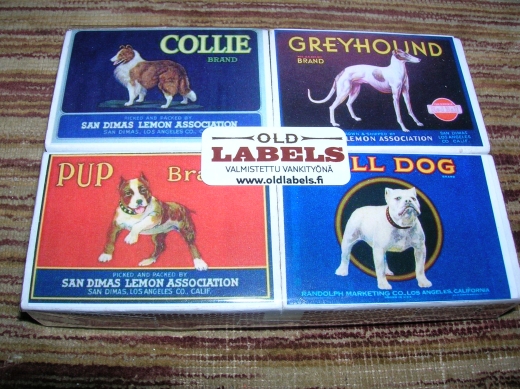 COLLIE
BRAND
PICKED AND PACKED BY
SAN DIMAS LEMON ASSOCIATION
SAN DIMAS, LOS ANGELES CO., CALIF.
GREYHOUND
BRAND
LEMON ASSOCIATION
SAN DIMAS
LOS ANGELES CO.
CALIF.
OLD
LABELS
VALMISTETTU VANKITYÖNÄ
www.oldlabels.fi
PUP
PICKED AND PACKED BY
SAN DIMAS LEMON ASSOCIATION
SAN DIMAS, LOS ANGELES CO., CALIF.
LL DOG
BRAND
RANDOLPH MARKETING CO., LOS ANGELES, CALIFORNIA